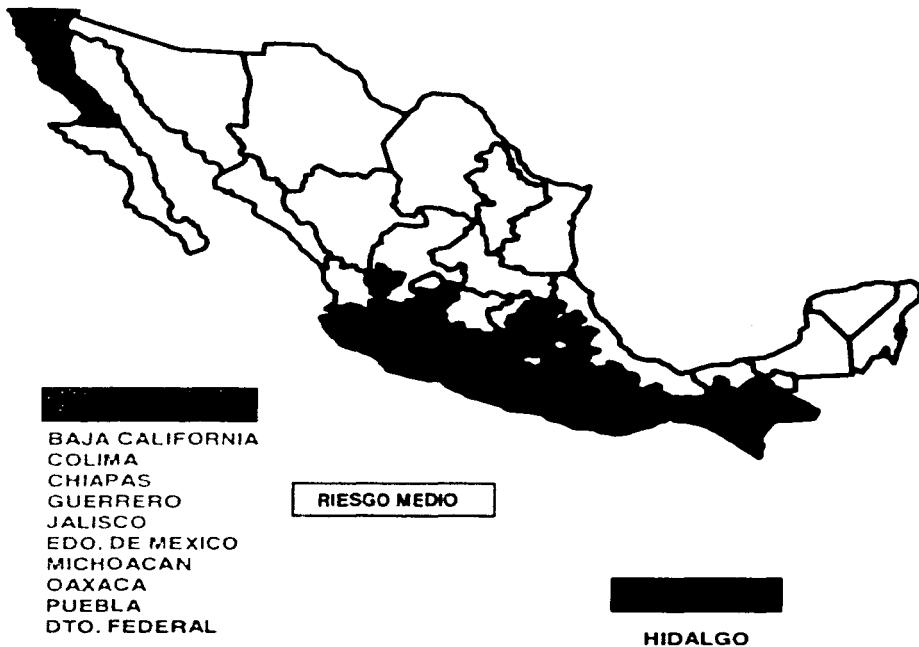 BAJA CALIFORNIA
COLIMA
CHIAPAS
GUERRERO
JALISCO
EDO. DE MEXICO
MICHOACAN
OAXACA
PUEBLA
DTO. FEDERAL
RIESGO MEDIO
HIDALGO